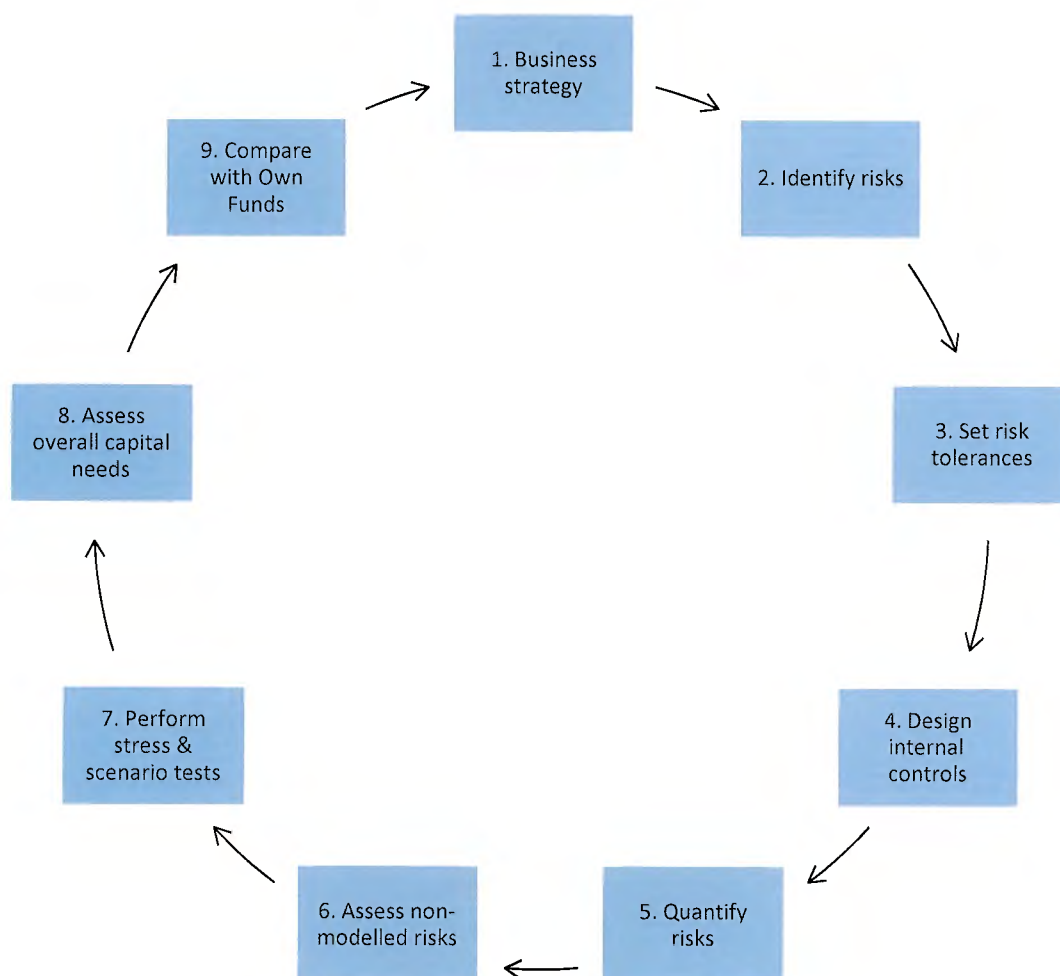 1. Business
strategy
2. Identify risks
3. Set risk
tolerances
4. Design
internal
controls
5. Quantify
risks
6. Assess non-
modelled risks
7. Perform
stress &
scenario tests
8. Assess
overall capital
needs
9. Compare
with Own
Funds